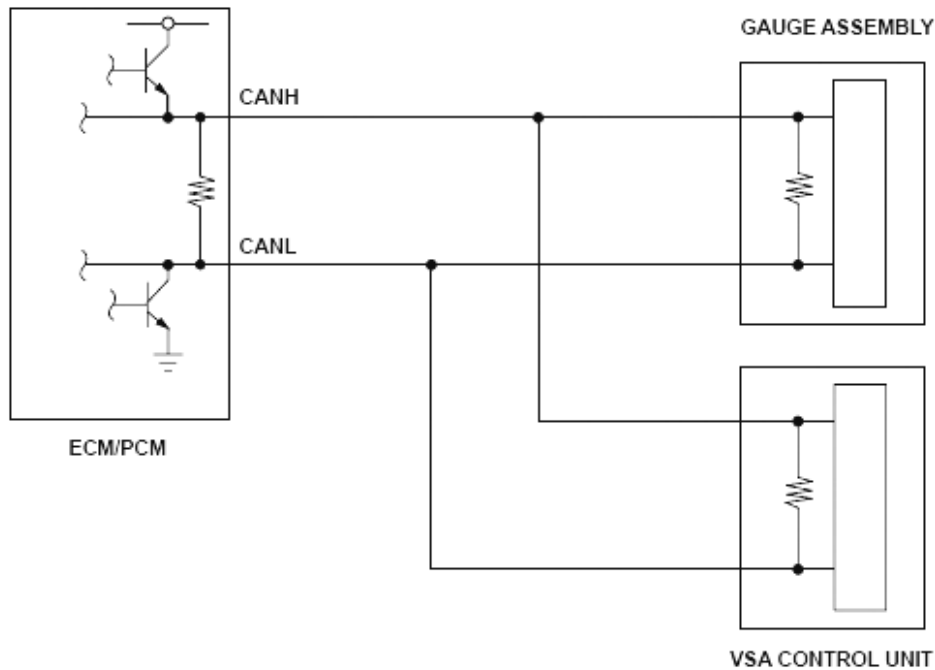 GAUGE ASSEMBLY
CANH
CANL
ECM/PCM
VSA CONTROL UNIT